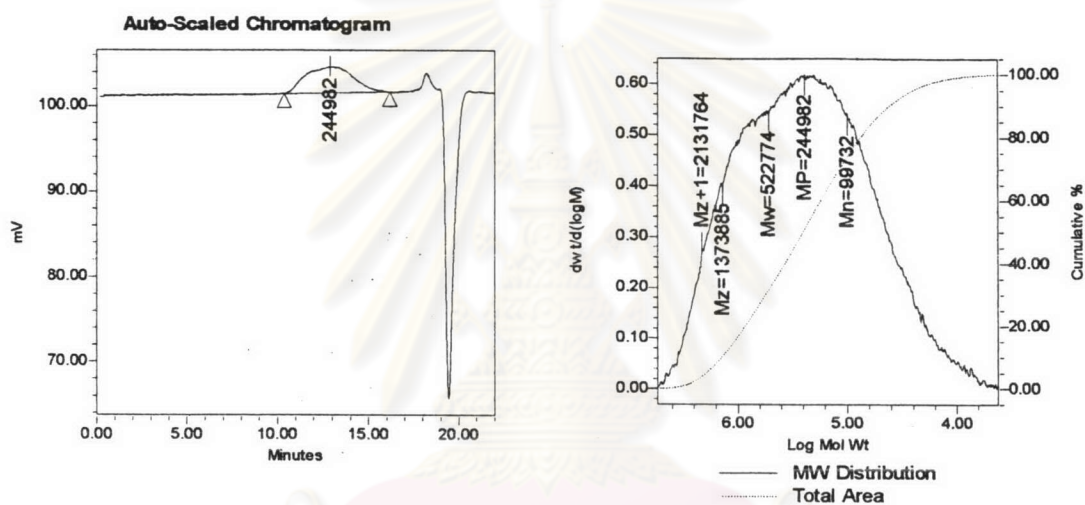 Auto-Scaled Chromatogram
100.00
90.00
80.00
70.00
mV
244982
0.00
5.00
10.00
15.00
20.00
Minutes
0.60
0.50
0.40
0.30
0.20
0.10
0.00
dw t/d(logM)
Mz+1=2131764
Mz=1373885
Mw=522774
MP=244982
Mn=99732
100.00
80.00
60.00
40.00
20.00
0.00
Cumulative %
6.00
5.00
4.00
Log Mol Wt
MW Distribution
Total Area